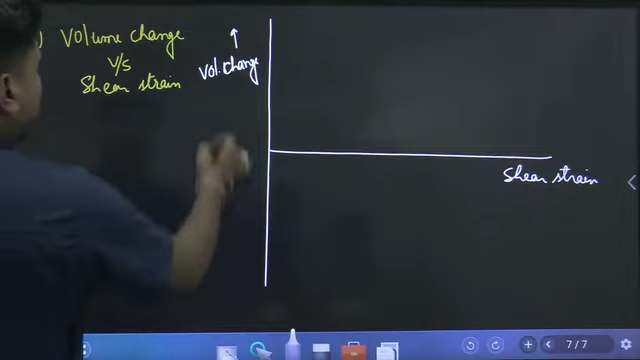 ) Volume change
v/s
Shear strain
↑
Vol. change
Shear strain
7 / 7